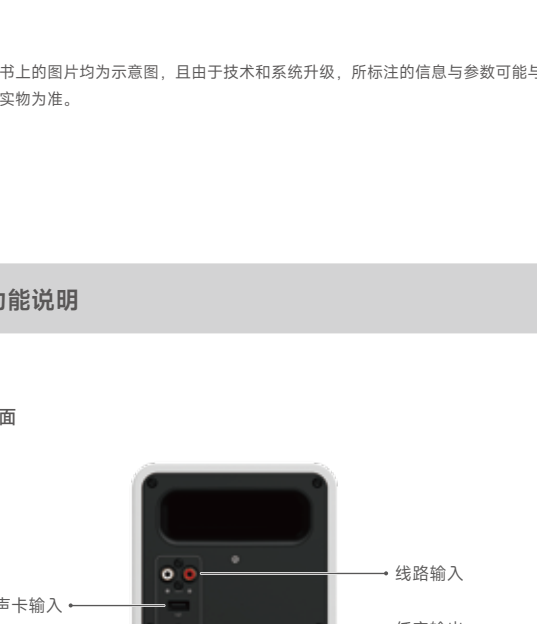 书上的图片均为示意图，且由于技术和系统升级，所标注的信息与参数可能与
实物为准。
功能说明
面
线路输入
声卡输入